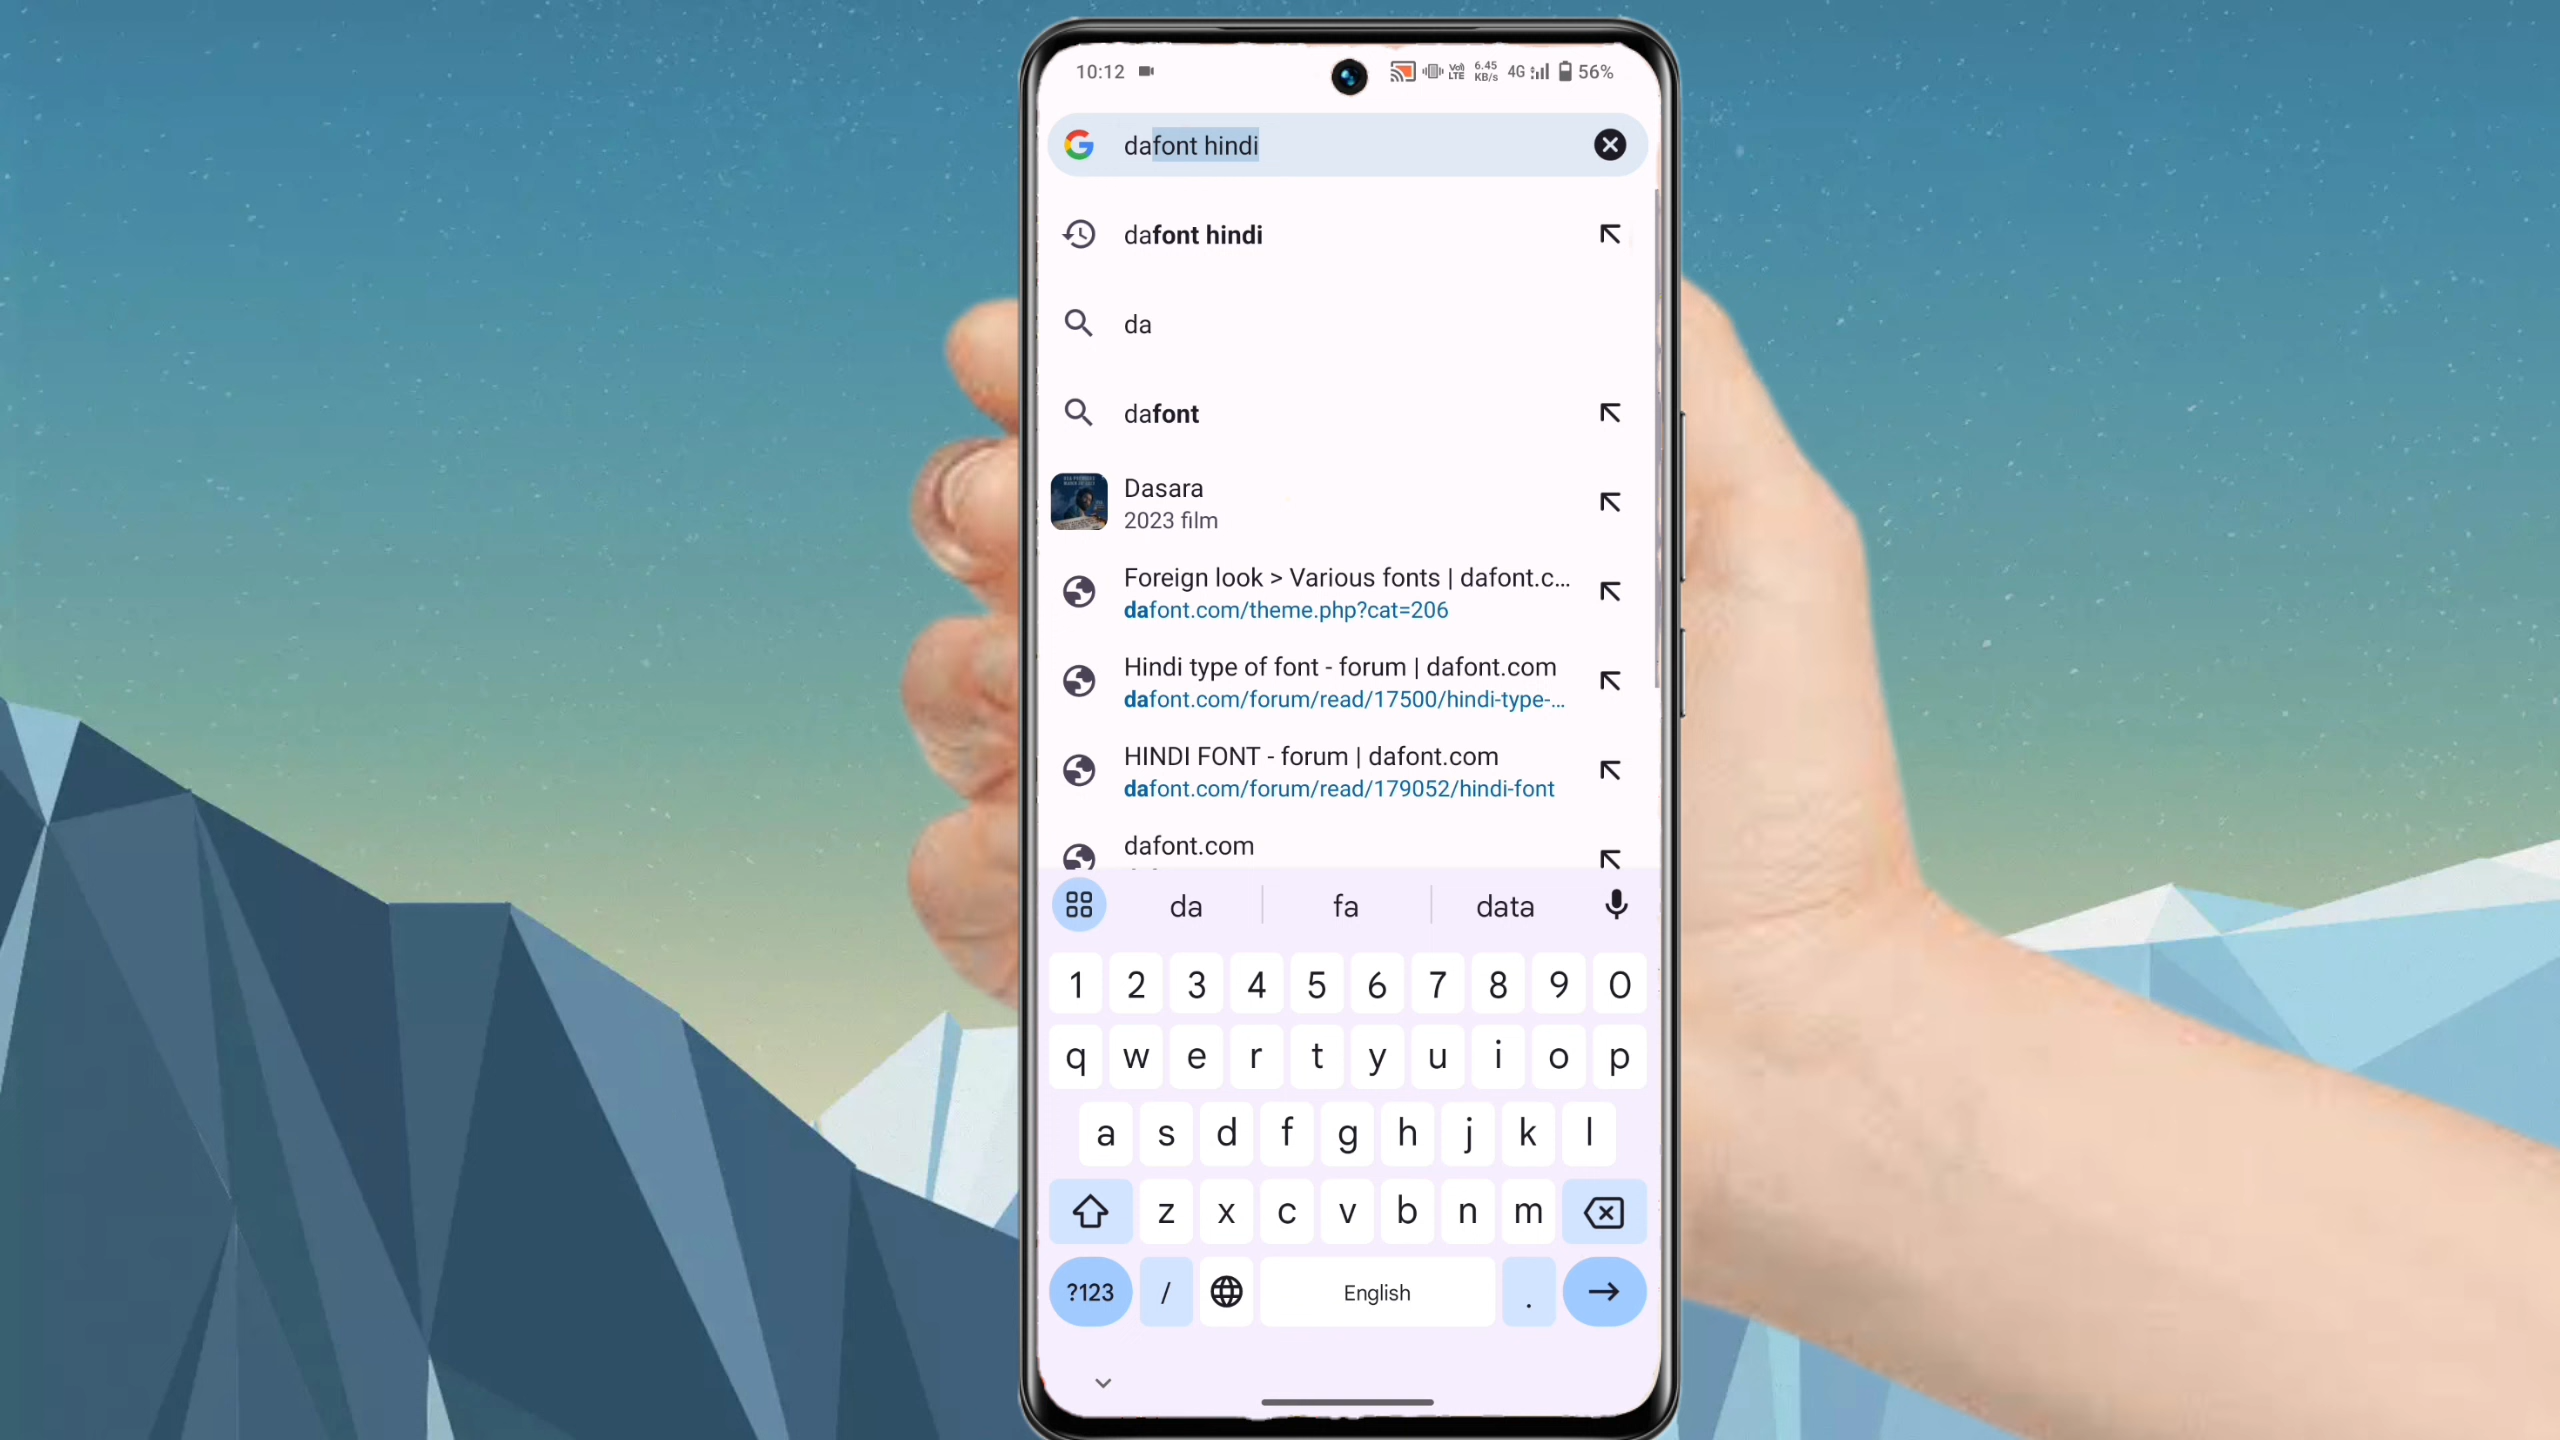 10:12
Vo) LTE 6.45 KB/s 4G 56%
dafont hindi
dafont hindi
da
dafont
Dasara
2023 film
Foreign look > Various fonts | dafont.c...
dafont.com/theme.php?cat=206
Hindi type of font - forum | dafont.com
dafont.com/forum/read/17500/hindi-type-...
HINDI FONT - forum | dafont.com
dafont.com/forum/read/179052/hindi-font
dafont.com
da fa data
1 2 3 4 5 6 7 8 9 0
q w e r t y u i o p
a s d f g h j k l
z x c v b n m
?123 / English .